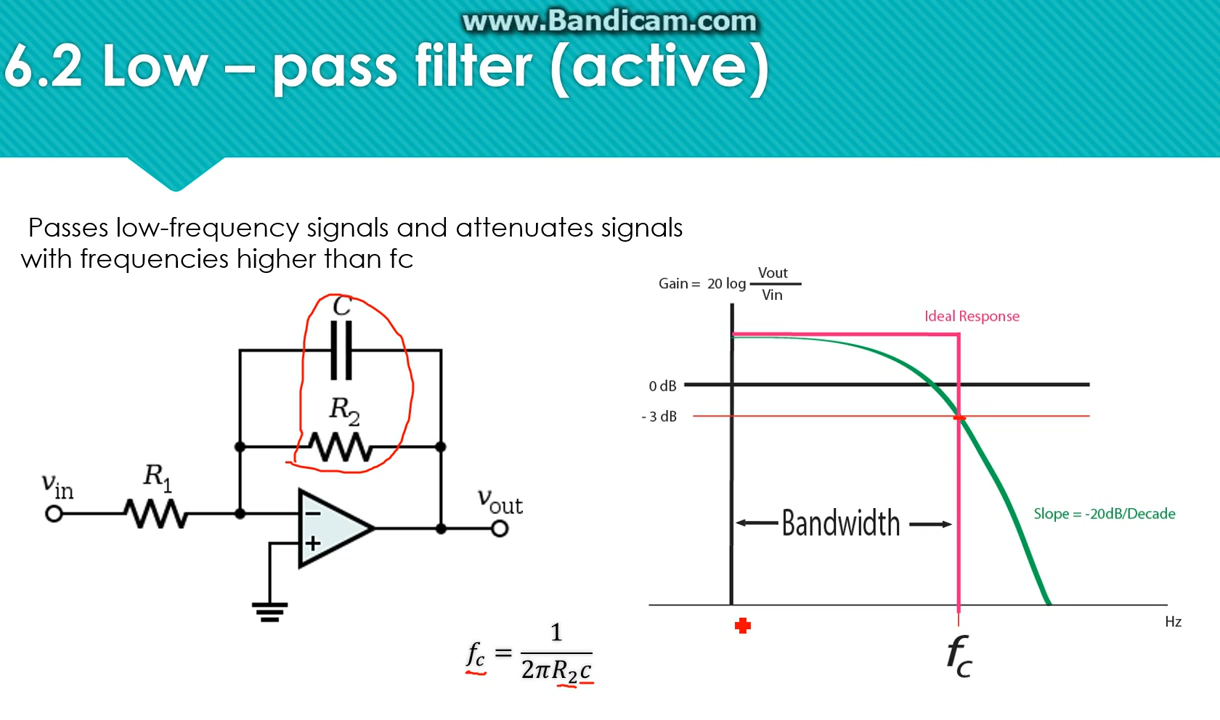 www.Bandicam.com
6.2 Low – pass filter (active)
Passes low-frequency signals and attenuates signals
with frequencies higher than fc
C
R₂
R₁
vin
vout
−
+
fc = 1 / 2πR₂c
Gain = 20 log Vout / Vin
Ideal Response
0 dB
- 3 dB
Bandwidth
Slope = -20dB/Decade
Hz
fc